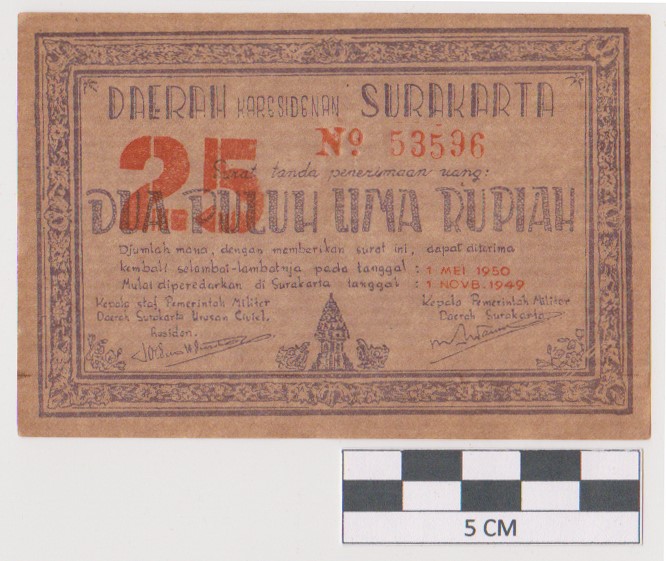 DAERAH KARESIDENAN SURAKARTA
25
Nº 53596
Surat tanda penerimaan uang:
DUA PULUH LIMA RUPIAH
Djumlah mana, dengan memberikan surat ini, dapat diterima
kembali selambat-lambatnja pada tanggal : 1 MEI 1950
Mulai diperedarkan di Surakarta tanggal : 1 NOVB. 1949
Kepala staf Pemerintah Militer
Daerah Surakarta Urusan Civiel.
Residen.
Kepala Pemerintah Militer
Daerah Surakarta.
5 CM